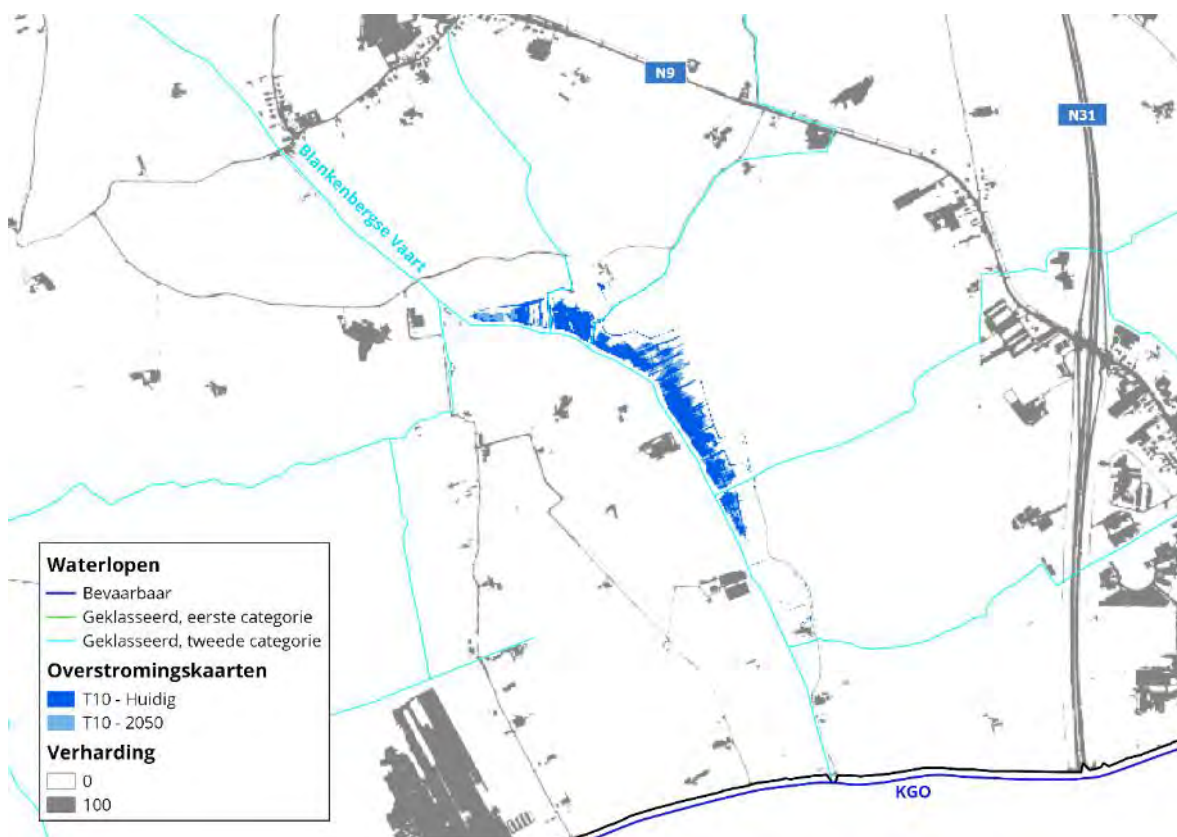 N9
N31
Blankenbergse Vaart
Waterlopen
Bevaarbaar
Geklasseerd, eerste categorie
Geklasseerd, tweede categorie
Overstromingskaarten
T10 - Huidig
T10 - 2050
Verharding
0
100
KGO